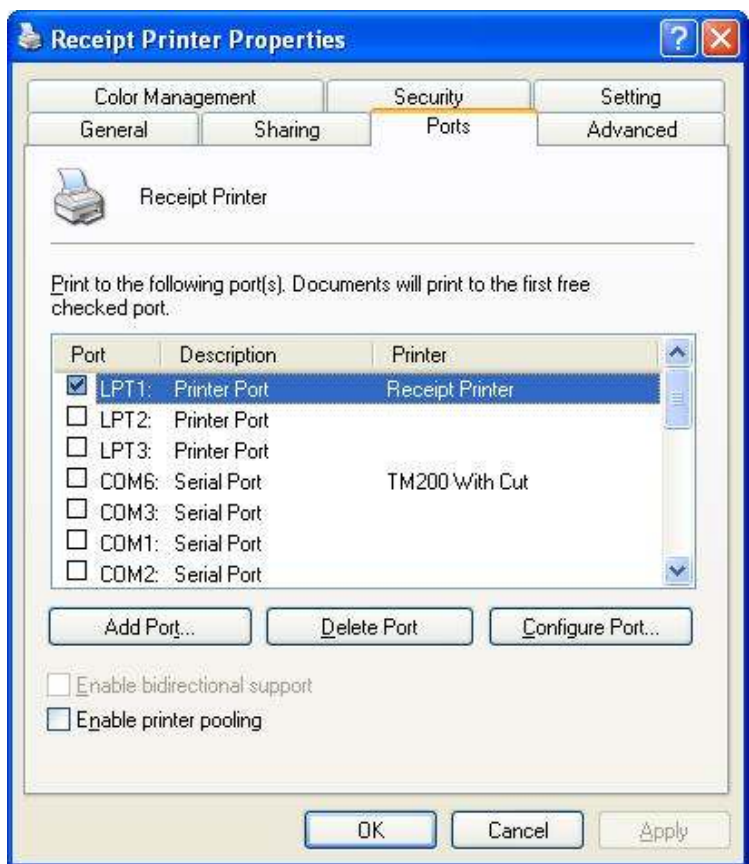 Receipt Printer Properties
Color Management Security Setting
General Sharing Ports Advanced
Receipt Printer
Print to the following port(s). Documents will print to the first free
checked port.
Port Description Printer
LPT1: Printer Port Receipt Printer
LPT2: Printer Port
LPT3: Printer Port
COM6: Serial Port TM200 With Cut
COM3: Serial Port
COM1: Serial Port
COM2: Serial Port
Add Port... Delete Port Configure Port...
Enable bidirectional support
Enable printer pooling
OK Cancel Apply